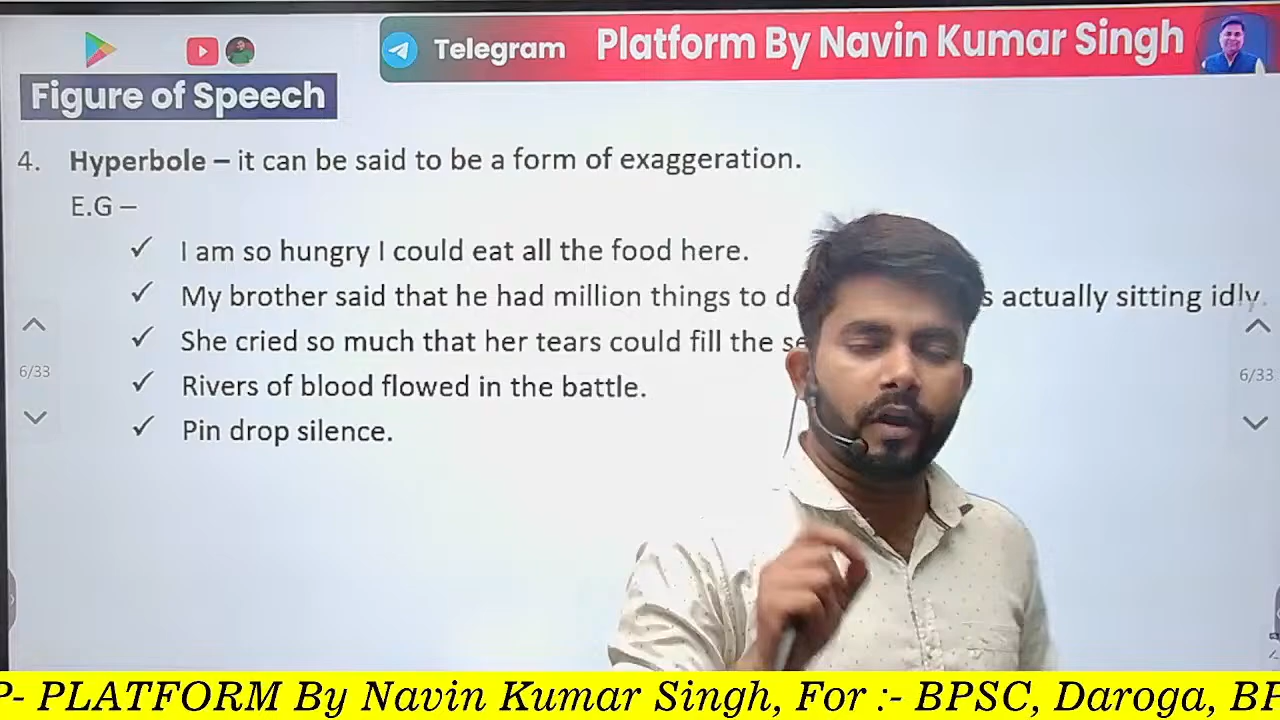 Telegram Platform By Navin Kumar Singh
Figure of Speech
4. Hyperbole – it can be said to be a form of exaggeration.
E.G –
✓ I am so hungry I could eat all the food here.
✓ My brother said that he had million things to actually sitting idly.
✓ She cried so much that her tears could fill the
6/33
6/33
✓ Rivers of blood flowed in the battle.
✓ Pin drop silence.
P- PLATFORM By Navin Kumar Singh, For :- BPSC, Daroga,